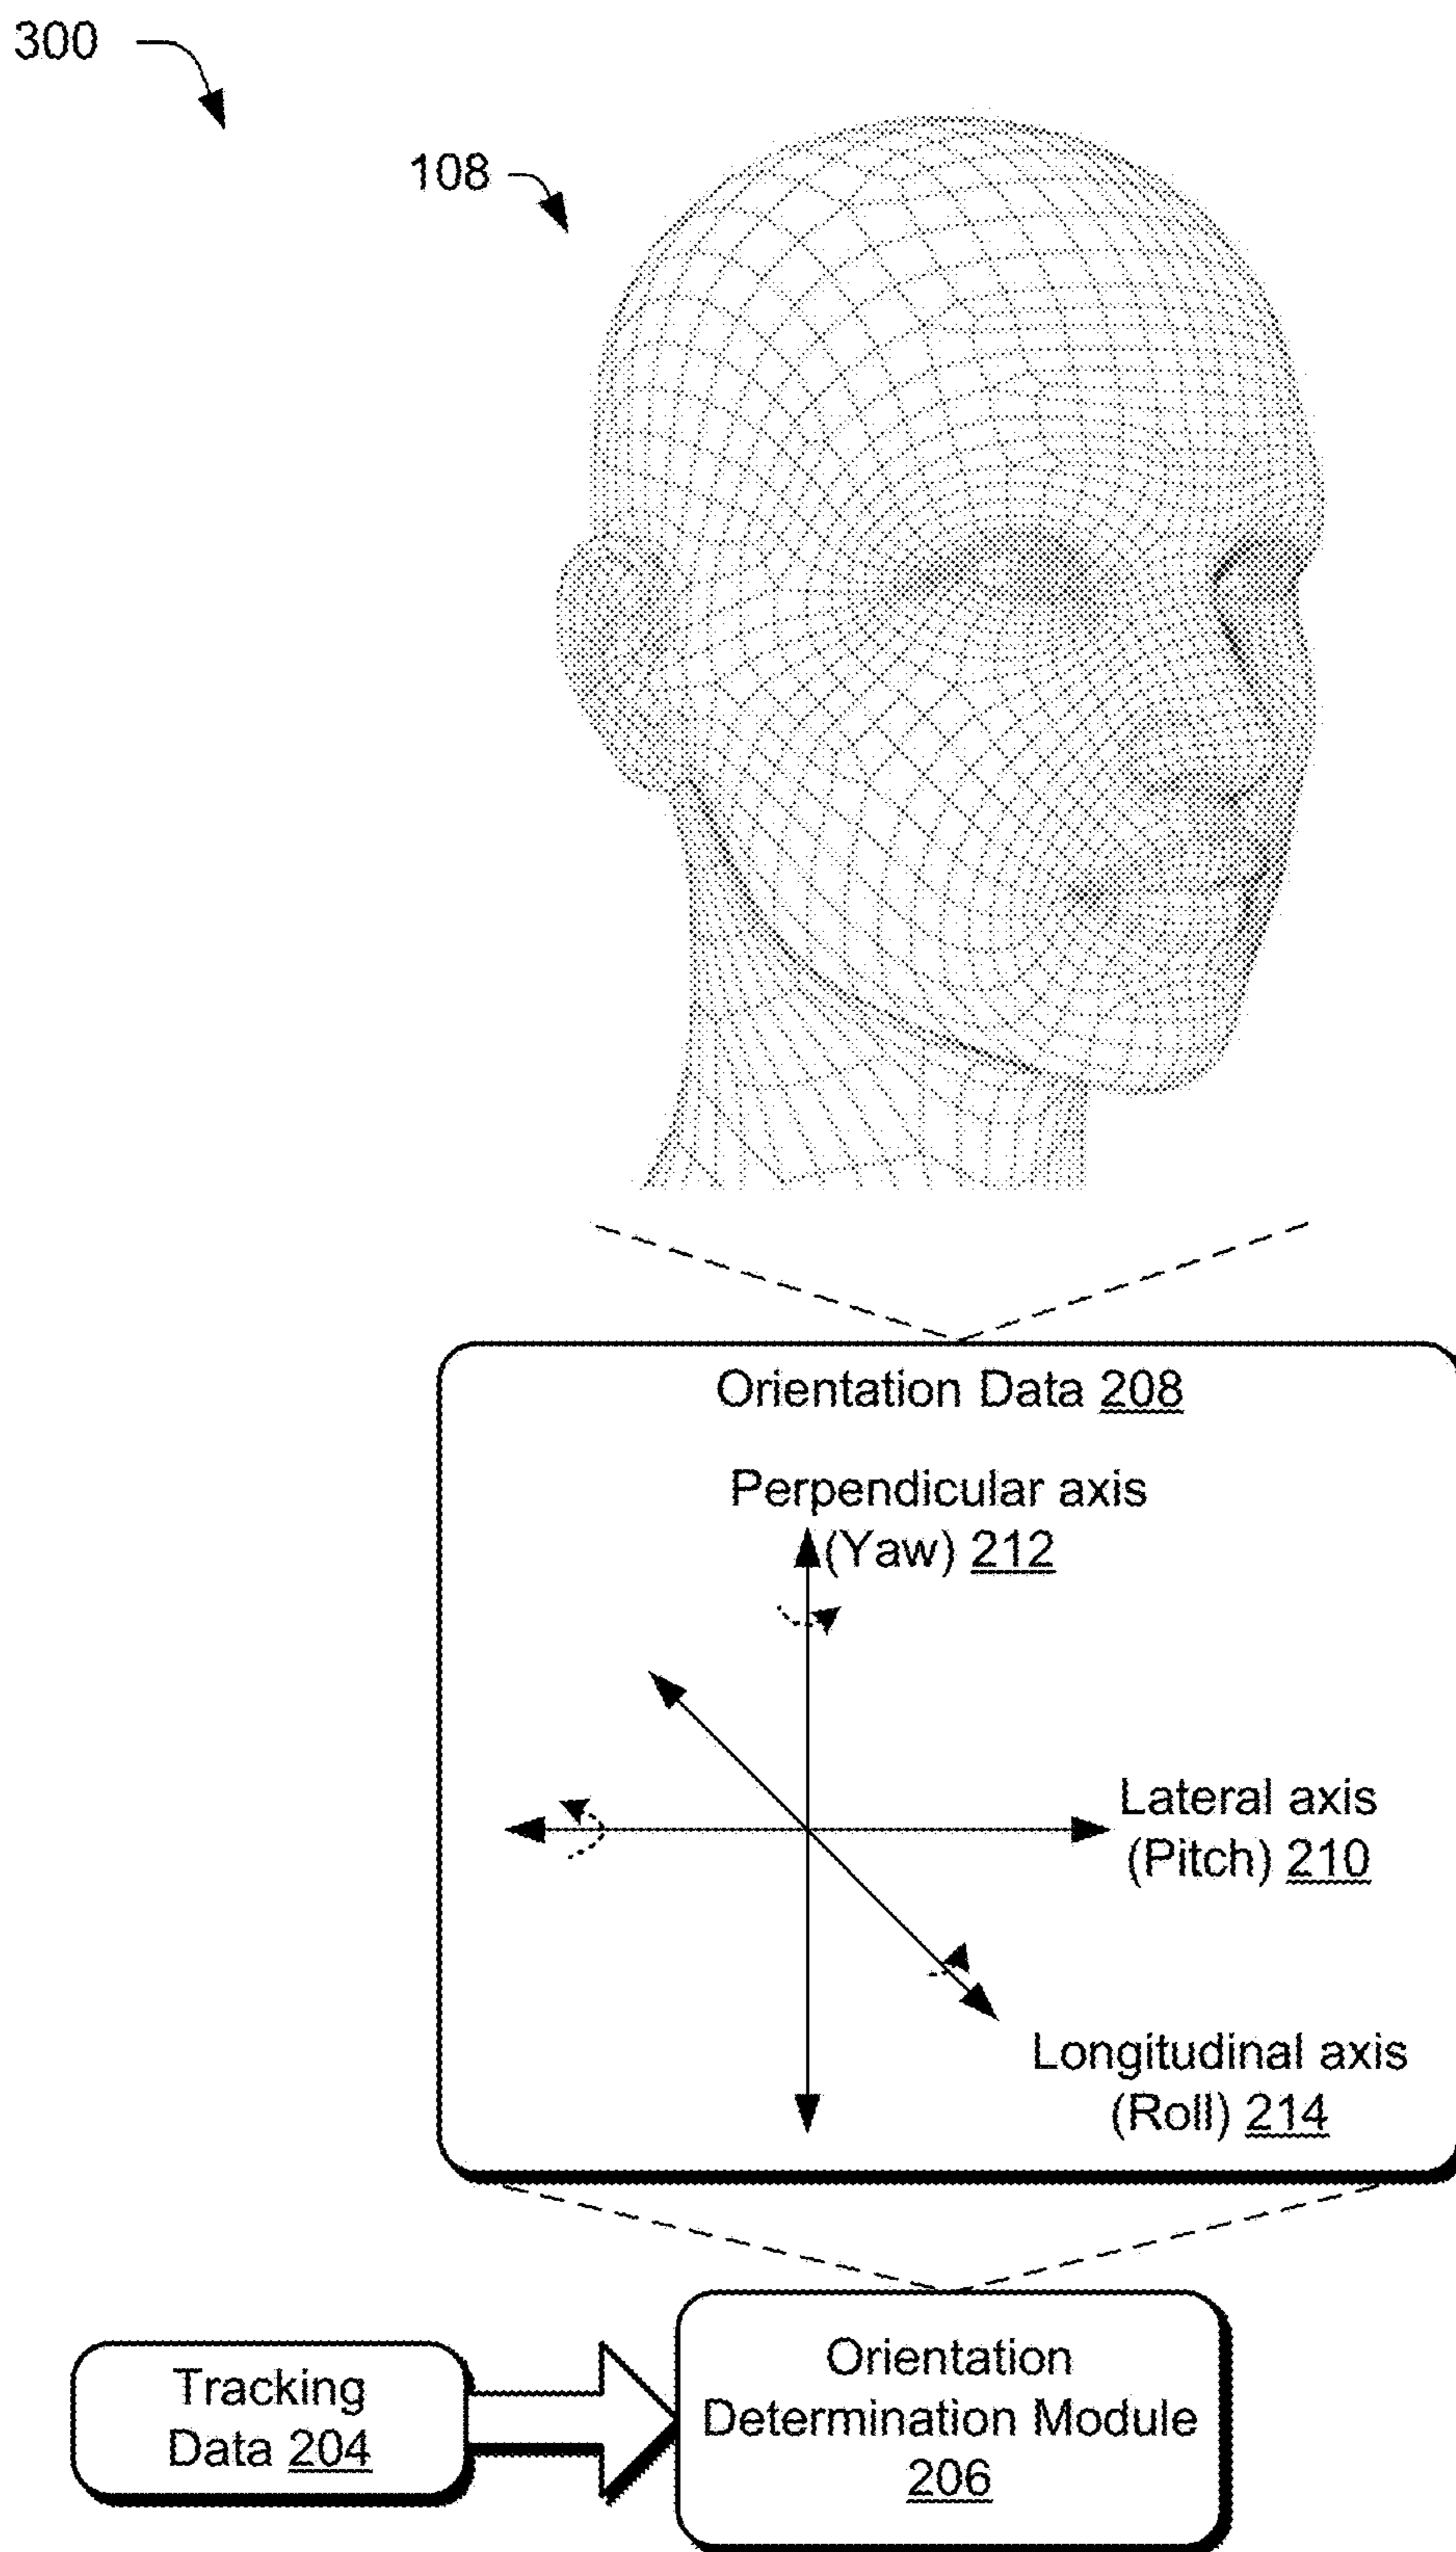 300
108
Orientation Data 208
Perpendicular axis
(Yaw) 212
Lateral axis
(Pitch) 210
Longitudinal axis
(Roll) 214
Tracking
Data 204
Orientation
Determination Module
206